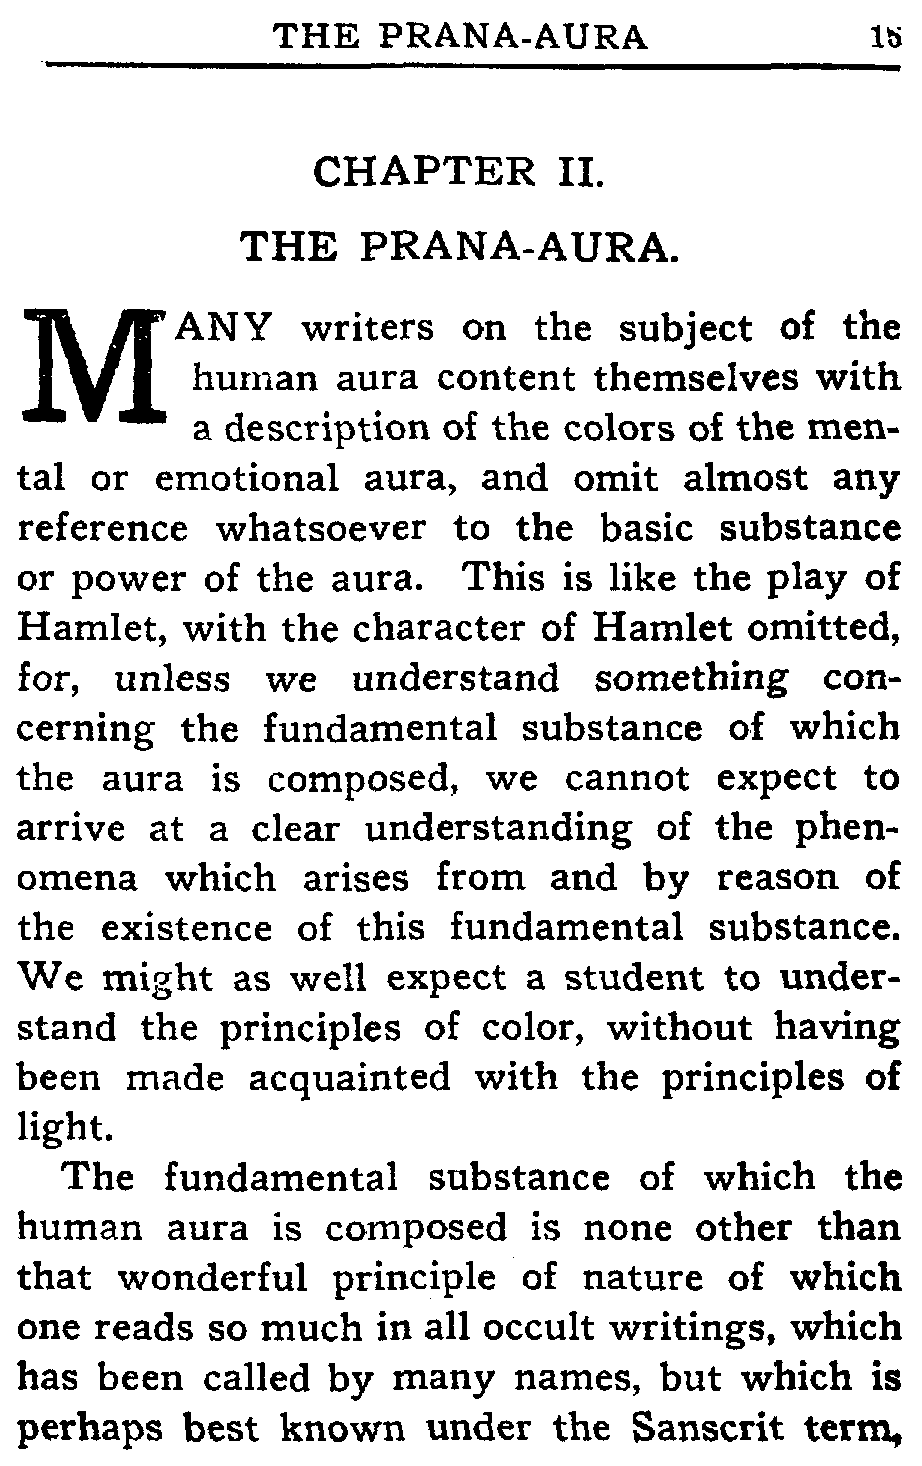 THE PRANA-AURA 15
CHAPTER II.
THE PRANA-AURA.
MANY writers on the subject of the
human aura content themselves with
a description of the colors of the men-
tal or emotional aura, and omit almost any
reference whatsoever to the basic substance
or power of the aura. This is like the play of
Hamlet, with the character of Hamlet omitted,
for, unless we understand something con-
cerning the fundamental substance of which
the aura is composed, we cannot expect to
arrive at a clear understanding of the phen-
omena which arises from and by reason of
the existence of this fundamental substance.
We might as well expect a student to under-
stand the principles of color, without having
been made acquainted with the principles of
light.
The fundamental substance of which the
human aura is composed is none other than
that wonderful principle of nature of which
one reads so much in all occult writings, which
has been called by many names, but which is
perhaps best known under the Sanscrit term,